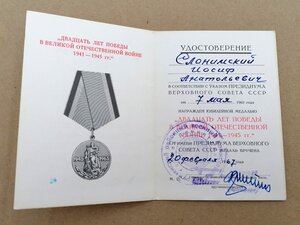 „ДВАДЦАТЬ ЛЕТ ПОБЕДЫ
В ВЕЛИКОЙ ОТЕЧЕСТВЕННОЙ ВОЙНЕ
1941—1945 гг.“
1945 1965
УДОСТОВЕРЕНИЕ
Слонимский
Иосиф
Анатольевич
В СООТВЕТСТВИИ С УКАЗОМ ПРЕЗИДИУМА
ВЕРХОВНОГО СОВЕТА СССР
от 7 мая 1965 года
НАГРАЖДЕН ЮБИЛЕЙНОЙ МЕДАЛЬЮ
„ДВАДЦАТЬ ЛЕТ ПОБЕДЫ
В ВЕЛИКОЙ ОТЕЧЕСТВЕННОЙ
ВОЙНЕ 1941—1945 гг.“
ОТ ИМЕНИ ПРЕЗИДИУМА ВЕРХОВНОГО
СОВЕТА СССР МЕДАЛЬ ВРУЧЕНА
20 февраля 1967